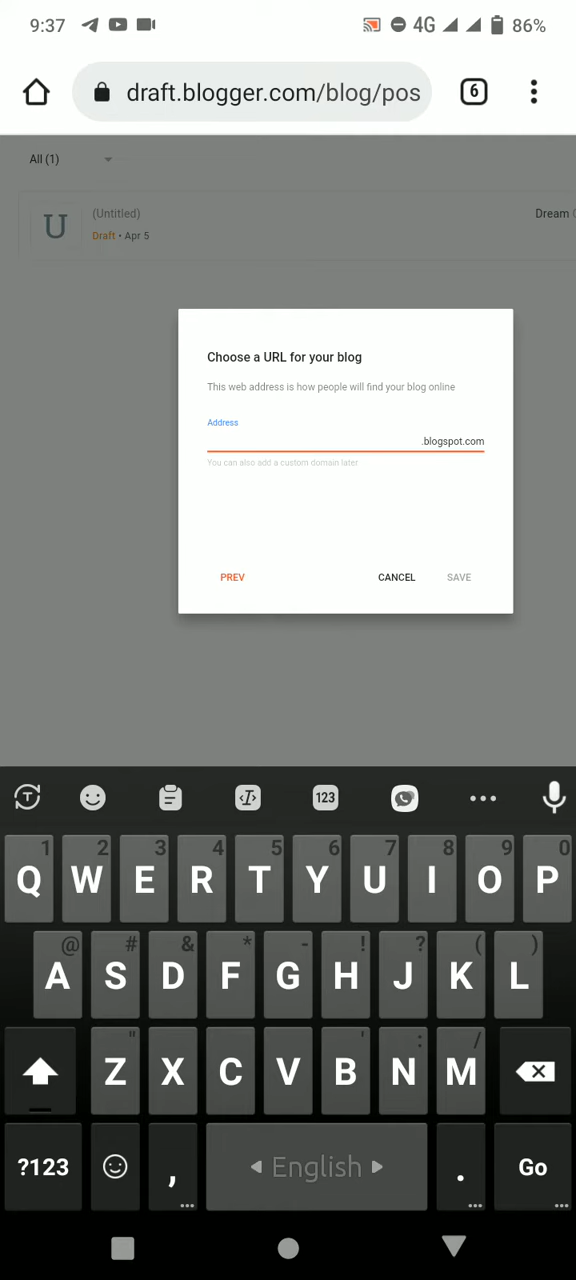 9:37 4G 86%
draft.blogger.com/blog/pos 6
All (1)
U (Untitled) Dream
Draft • Apr 5
Choose a URL for your blog
This web address is how people will find your blog online
Address
.blogspot.com
You can also add a custom domain later
PREV CANCEL SAVE
T I 123
1 2 3 4 5 6 7 8 9 0
Q W E R T Y U I O P
@ # & * - ! ? ( )
A S D F G H J K L
" ' : /
Z X C V B N M
?123 , English . Go